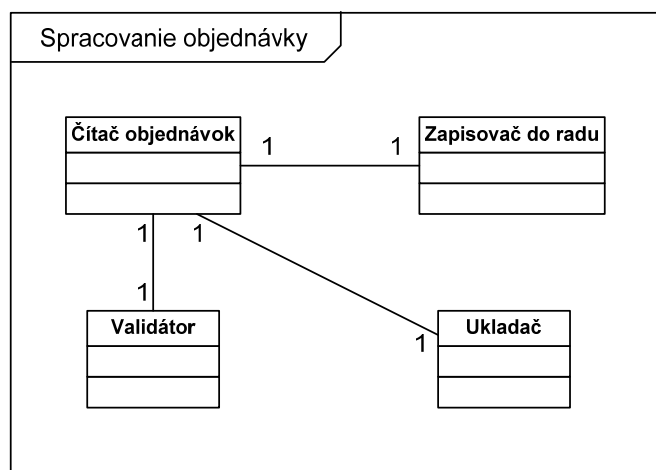 Spracovanie objednávky
Čítač objednávok
Zapisovač do radu
1
1
1
1
1
Validátor
Ukladač
1